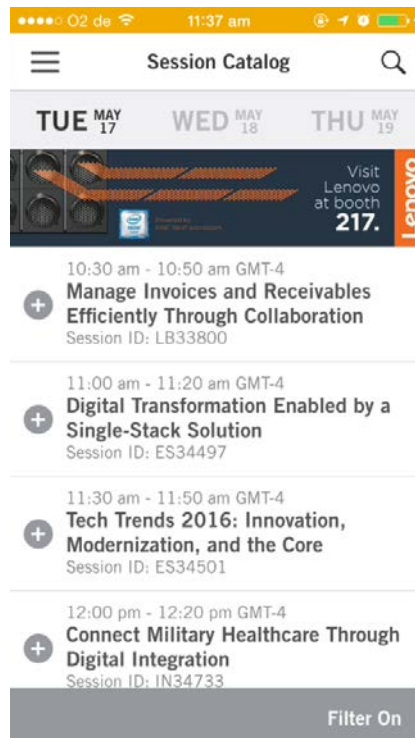 O2 de 11:37 am
Session Catalog
TUE MAY 17 WED MAY 18 THU MAY 19
Visit
Lenovo
at booth
217.
Lenovo
10:30 am - 10:50 am GMT-4
Manage Invoices and Receivables
Efficiently Through Collaboration
Session ID: LB33800
11:00 am - 11:20 am GMT-4
Digital Transformation Enabled by a
Single-Stack Solution
Session ID: ES34497
11:30 am - 11:50 am GMT-4
Tech Trends 2016: Innovation,
Modernization, and the Core
Session ID: ES34501
12:00 pm - 12:20 pm GMT-4
Connect Military Healthcare Through
Digital Integration
Session ID: IN34733
Filter On